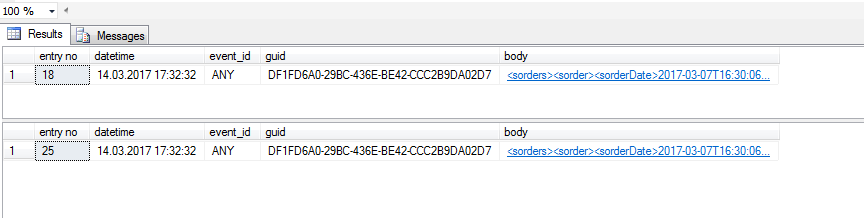 100 %
Results Messages
entry no datetime event_id guid body
1 18 14.03.2017 17:32:32 ANY DF1FD6A0-29BC-436E-BE42-CCC2B9DA02D7 <sorders><sorder><sorderDate>2017-03-07T16:30:06...
entry no datetime event_id guid body
1 25 14.03.2017 17:32:32 ANY DF1FD6A0-29BC-436E-BE42-CCC2B9DA02D7 <sorders><sorder><sorderDate>2017-03-07T16:30:06...